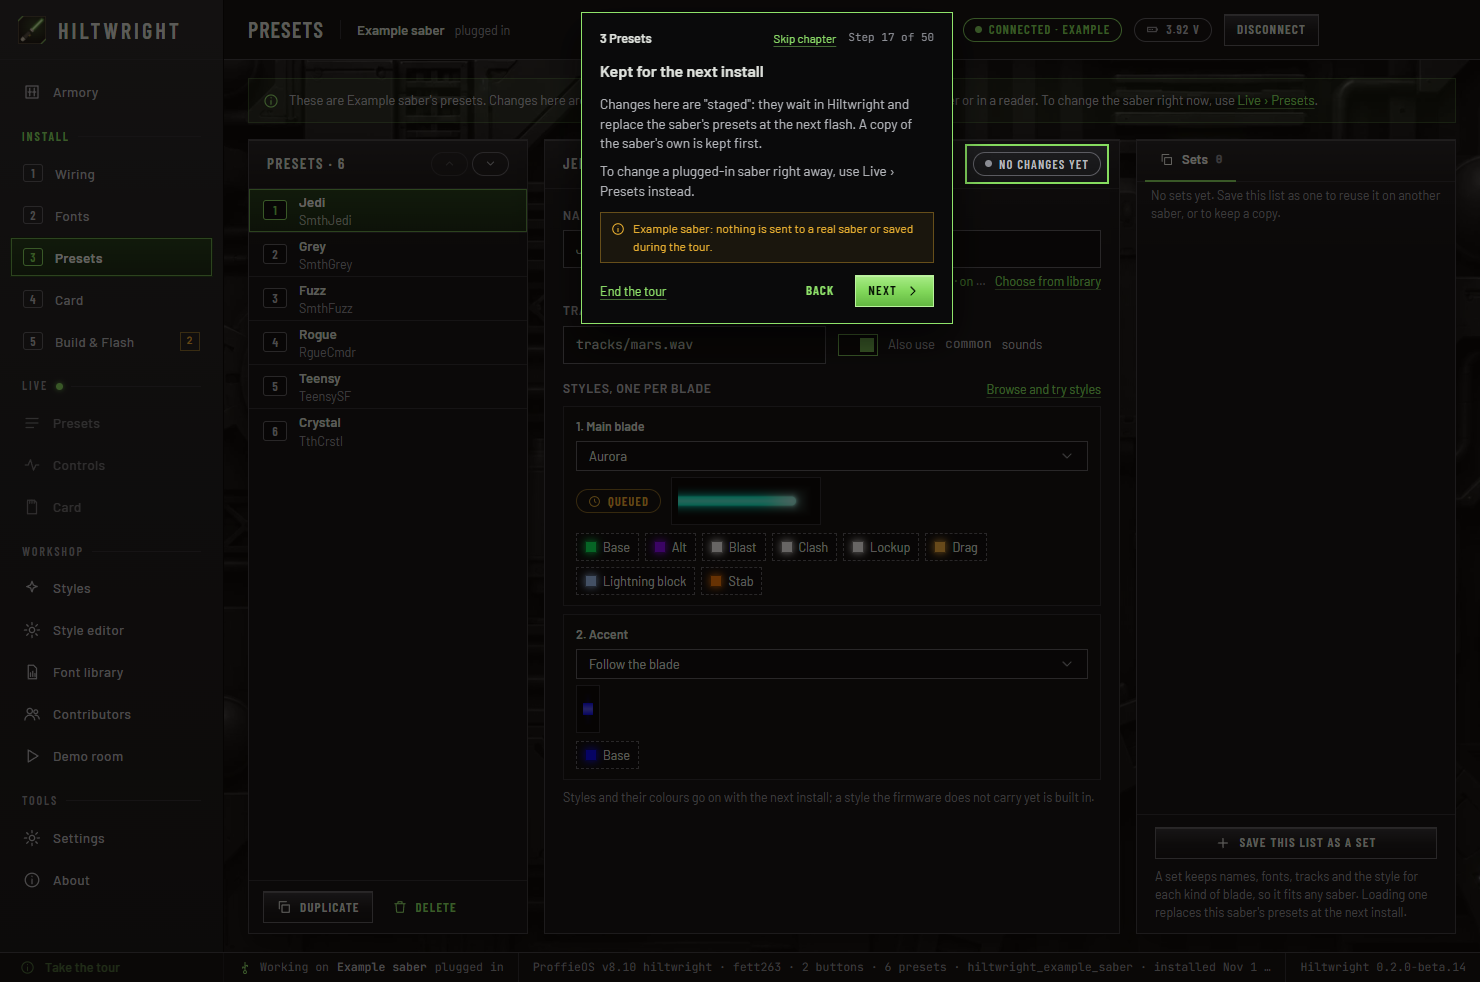 HILTWRIGHT
Armory
INSTALL
1 Wiring
2 Fonts
3 Presets
4 Card
5 Build & Flash 2
LIVE
Presets
Controls
Card
WORKSHOP
Styles
Style editor
Font library
Contributors
Demo room
TOOLS
Settings
About
Take the tour
PRESETS
Example saber plugged in
CONNECTED · EXAMPLE
3.92 V
DISCONNECT
These are Example saber's presets. Changes here are
or in a reader. To change the saber right now, use Live › Presets.
3 Presets
Skip chapter
Step 17 of 50
Kept for the next install
Changes here are "staged": they wait in Hiltwright and
replace the saber's presets at the next flash. A copy of
the saber's own is kept first.
To change a plugged-in saber right away, use Live ›
Presets instead.
Example saber: nothing is sent to a real saber or saved
during the tour.
End the tour
BACK
NEXT
PRESETS · 6
1 Jedi
SmthJedi
2 Grey
SmthGrey
3 Fuzz
SmthFuzz
4 Rogue
RgueCmdr
5 Teensy
TeensySF
6 Crystal
TthCrstl
DUPLICATE
DELETE
NO CHANGES YET
· on …
Choose from library
tracks/mars.wav
Also use common sounds
STYLES, ONE PER BLADE
Browse and try styles
1. Main blade
Aurora
QUEUED
Base
Alt
Blast
Clash
Lockup
Drag
Lightning block
Stab
2. Accent
Follow the blade
Base
Styles and their colours go on with the next install; a style the firmware does not carry yet is built in.
Sets 0
No sets yet. Save this list as one to reuse it on another
saber, or to keep a copy.
SAVE THIS LIST AS A SET
A set keeps names, fonts, tracks and the style for
each kind of blade, so it fits any saber. Loading one
replaces this saber's presets at the next install.
Working on Example saber plugged in
ProffieOS v8.10 hiltwright · fett263 · 2 buttons · 6 presets · hiltwright_example_saber · installed Nov 1 …
Hiltwright 0.2.0-beta.14